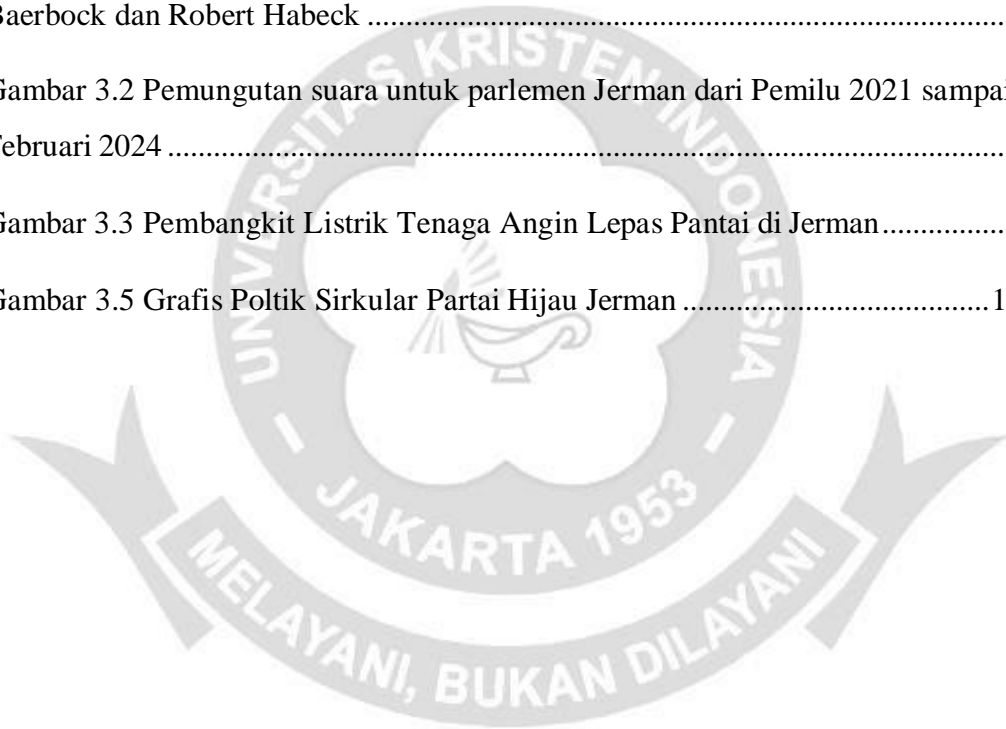 Baerbock dan Robert Habeck ........................................................................
Gambar 3.2 Pemungutan suara untuk parlemen Jerman dari Pemilu 2021 sampai
Februari 2024 ............................................................................................
Gambar 3.3 Pembangkit Listrik Tenaga Angin Lepas Pantai di Jerman.................
Gambar 3.5 Grafis Poltik Sirkular Partai Hijau Jerman ..................................1
UNIVERSITAS KRISTEN INDONESIA
- JAKARTA 1953 -
MELAYANI, BUKAN DILAYANI